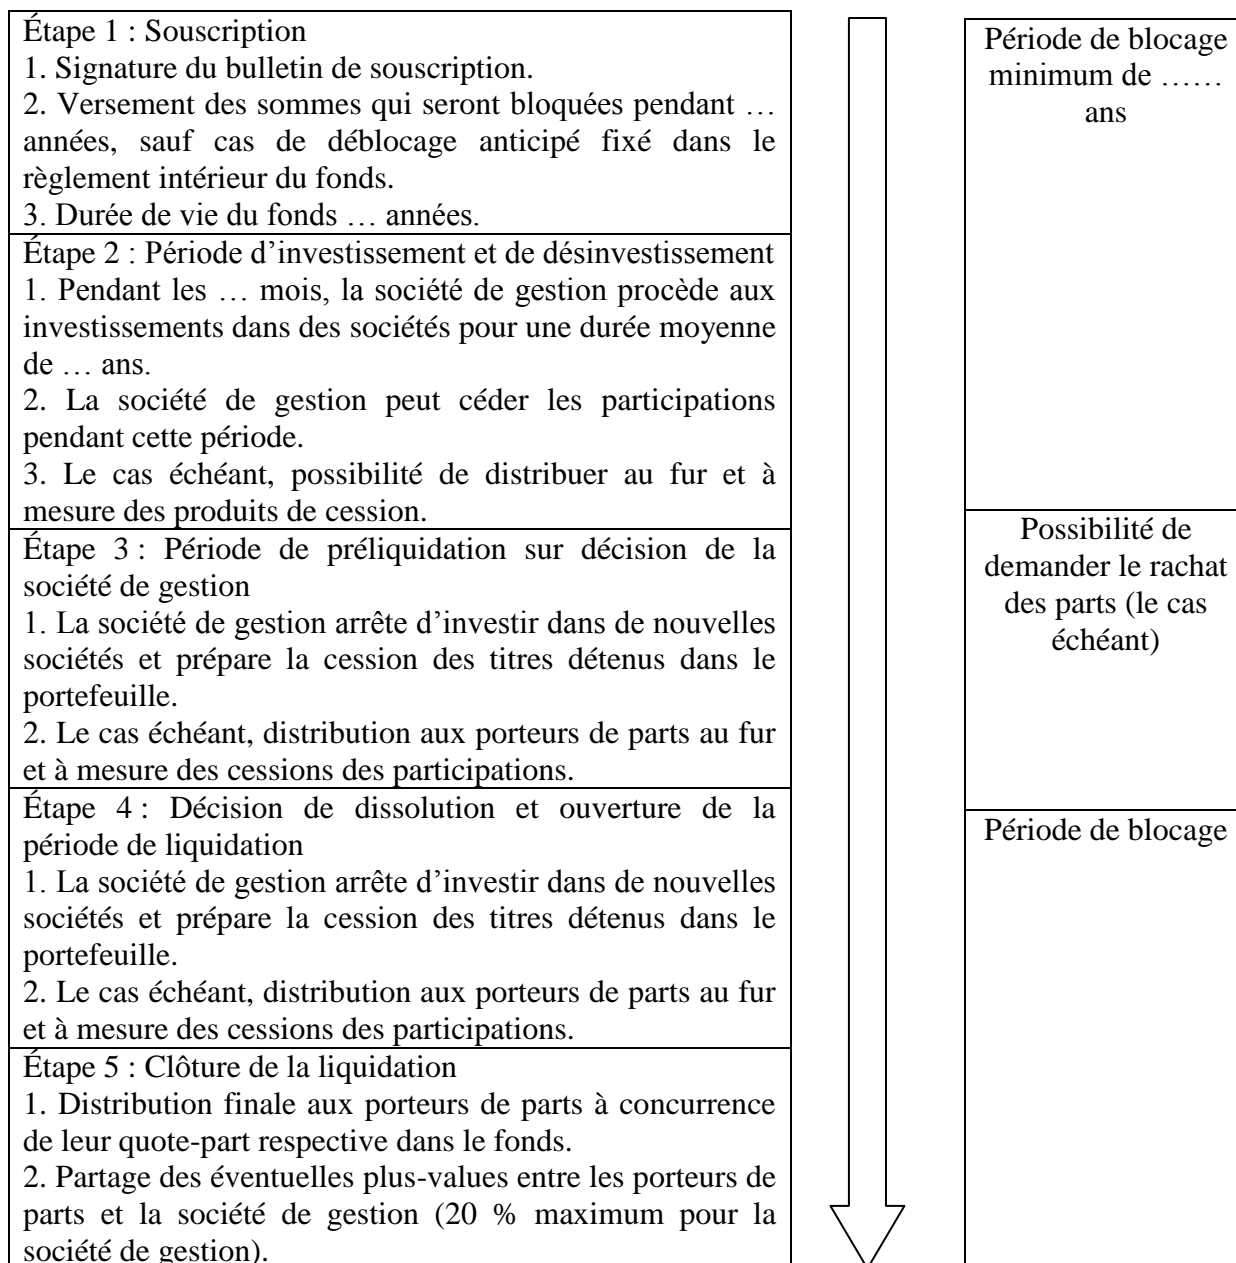 Étape 1 : Souscription
1. Signature du bulletin de souscription.
2. Versement des sommes qui seront bloquées pendant …
années, sauf cas de déblocage anticipé fixé dans le
règlement intérieur du fonds.
3. Durée de vie du fonds … années.
Étape 2 : Période d’investissement et de désinvestissement
1. Pendant les … mois, la société de gestion procède aux
investissements dans des sociétés pour une durée moyenne
de … ans.
2. La société de gestion peut céder les participations
pendant cette période.
3. Le cas échéant, possibilité de distribuer au fur et à
mesure des produits de cession.
Étape 3 : Période de préliquidation sur décision de la
société de gestion
1. La société de gestion arrête d’investir dans de nouvelles
sociétés et prépare la cession des titres détenus dans le
portefeuille.
2. Le cas échéant, distribution aux porteurs de parts au fur
et à mesure des cessions des participations.
Étape 4 : Décision de dissolution et ouverture de la
période de liquidation
1. La société de gestion arrête d’investir dans de nouvelles
sociétés et prépare la cession des titres détenus dans le
portefeuille.
2. Le cas échéant, distribution aux porteurs de parts au fur
et à mesure des cessions des participations.
Étape 5 : Clôture de la liquidation
1. Distribution finale aux porteurs de parts à concurrence
de leur quote-part respective dans le fonds.
2. Partage des éventuelles plus-values entre les porteurs de
parts et la société de gestion (20 % maximum pour la
société de gestion).
Période de blocage
minimum de ……
ans
Possibilité de
demander le rachat
des parts (le cas
échéant)
Période de blocage